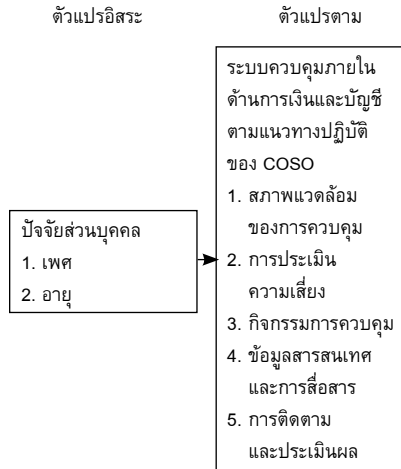 ตัวแปรอิสระ
ตัวแปรตาม
ปัจจัยส่วนบุคคล
1. เพศ
2. อายุ
ระบบควบคุมภายใน
ด้านการเงินและบัญชี
ตามแนวทางปฏิบัติ
ของ COSO
1. สภาพแวดล้อม
ของการควบคุม
2. การประเมิน
ความเสี่ยง
3. กิจกรรมการควบคุม
4. ข้อมูลสารสนเทศ
และการสื่อสาร
5. การติดตาม
และประเมินผล